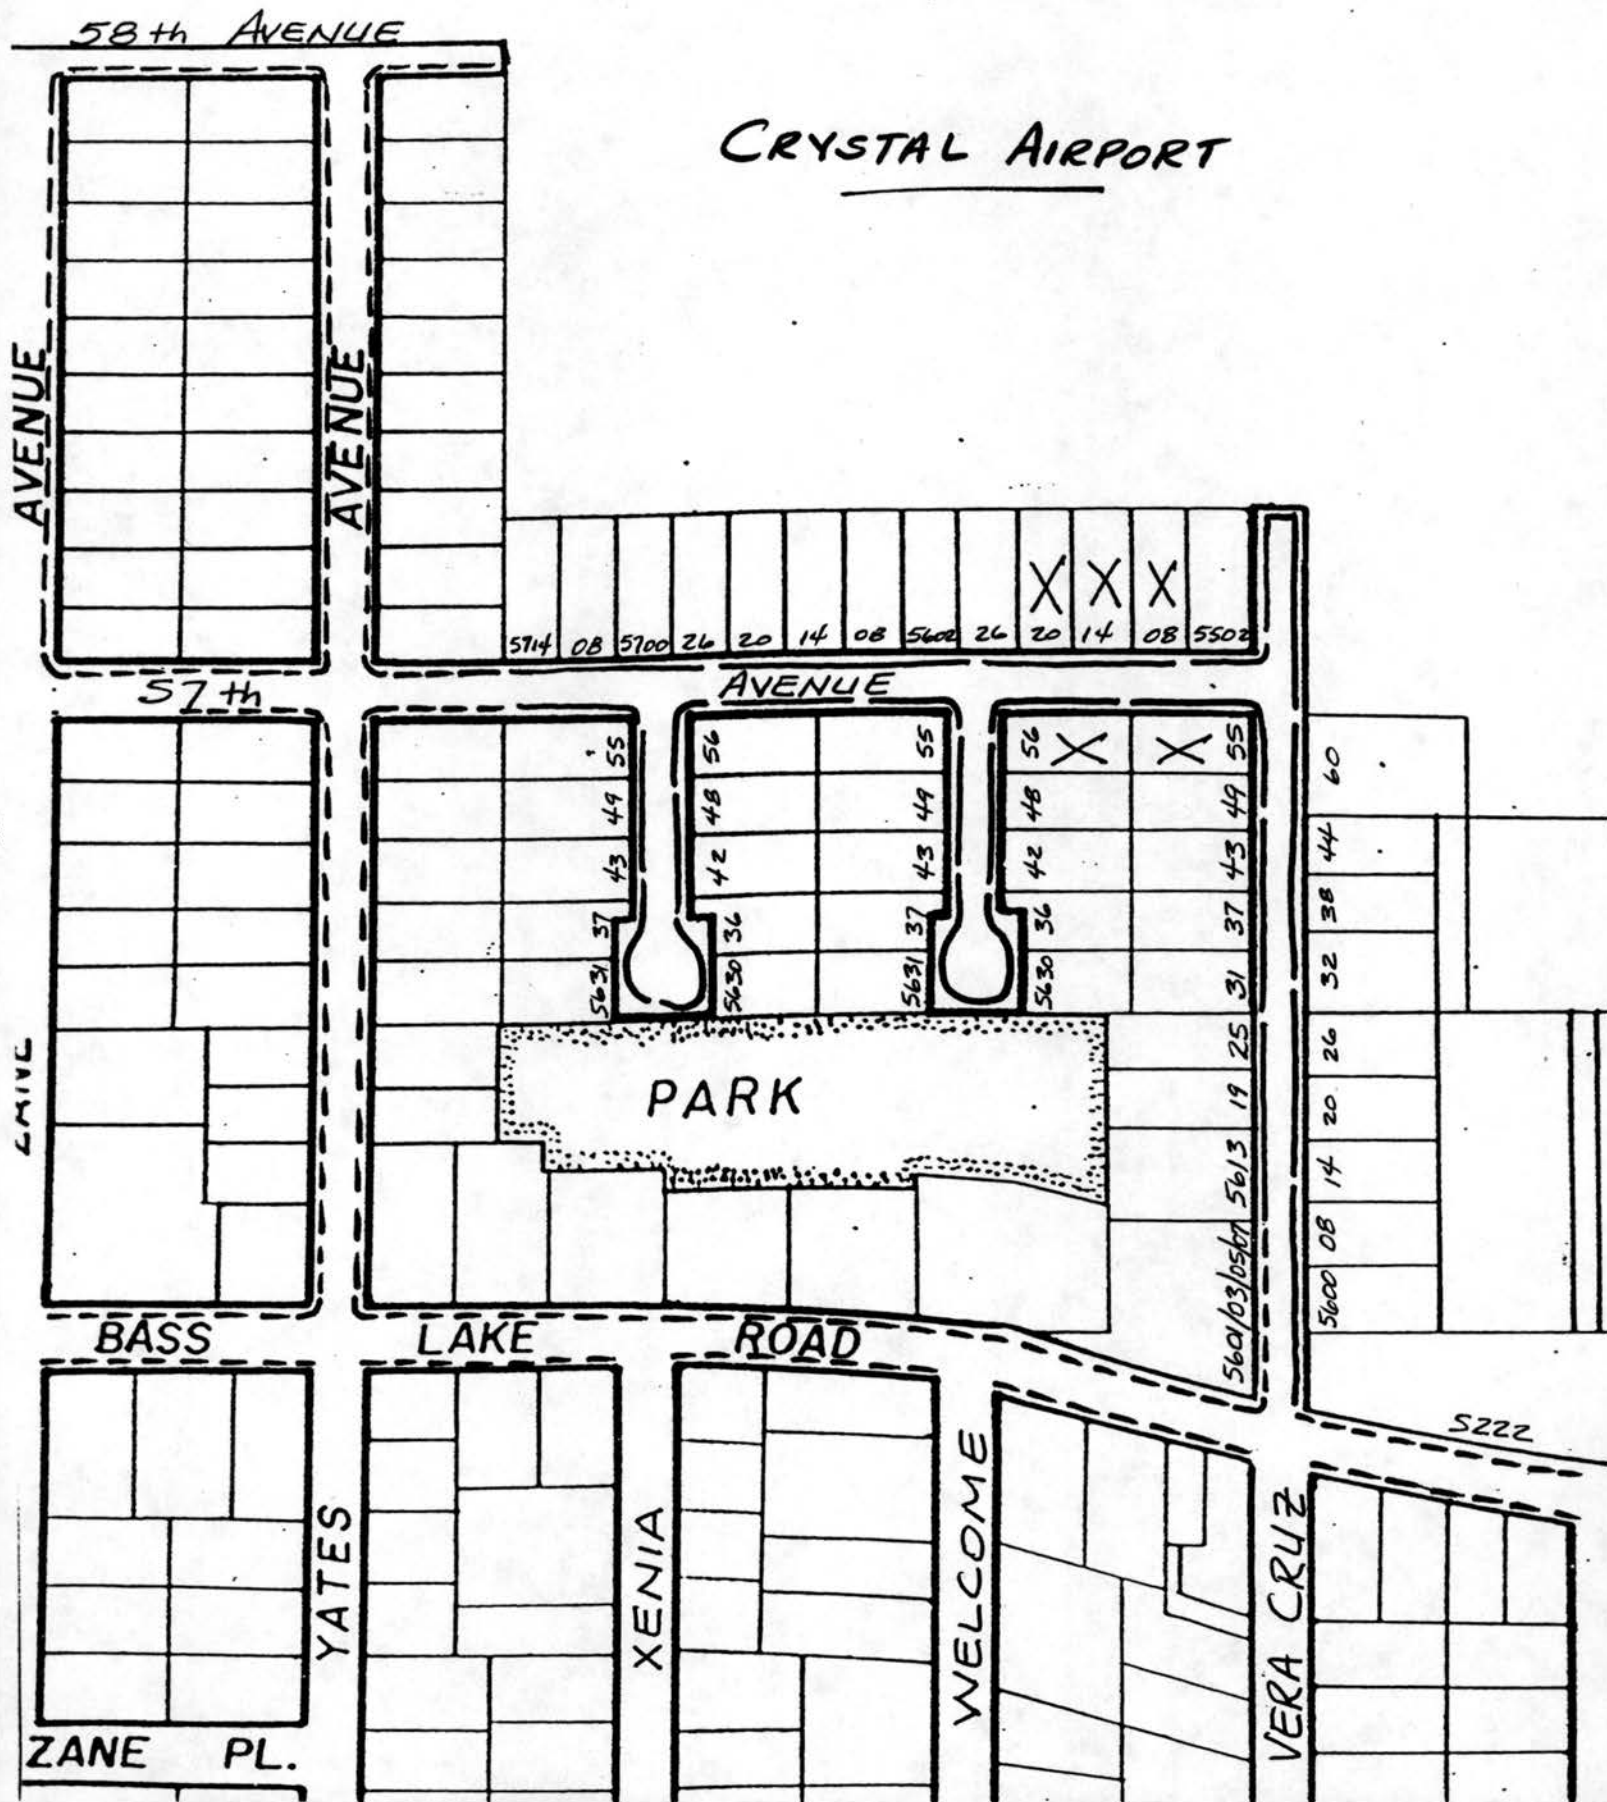 58th AVENUE
CRYSTAL AIRPORT
AVENUE
AVENUE
X X X
5714 08 5700 26 20 14 08 5602 26 20 14 08 5502
57th AVENUE
55 56 55 56 X X 55 60
49 48 49 48 49 44
43 42 43 42 43 38
37 36 37 36 37 32
5631 5630 5631 5630 31
25 26
PARK
19 20
5613 14
08
5601/03/05/07 5600
BASS LAKE ROAD
5222
YATES
XENIA
WELCOME
VERA CRUZ
ZANE PL.